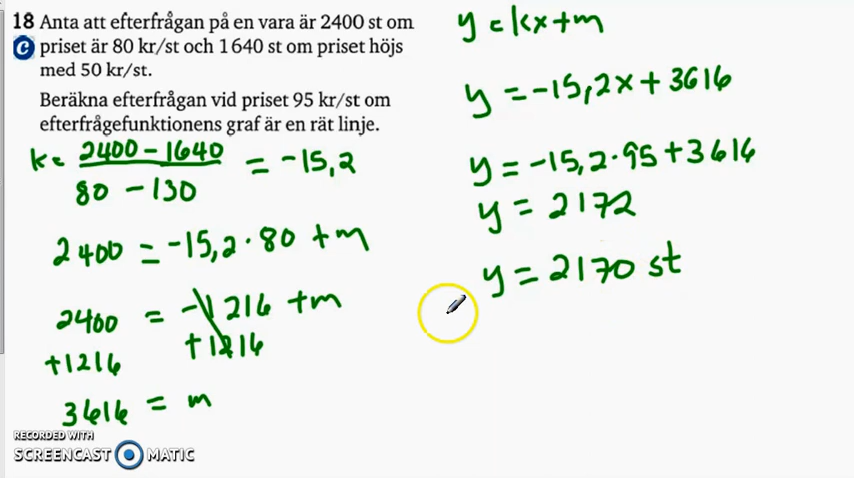 18 Anta att efterfrågan på en vara är 2400 st om
C priset är 80 kr/st och 1640 st om priset höjs
med 50 kr/st.
Beräkna efterfrågan vid priset 95 kr/st om
efterfrågefunktionens graf är en rät linje.
k = 2400 - 1640 / 80 - 130 = -15,2
2400 = -15,2 · 80 + m
2400 = -1216 + m
+1216 +1216
3616 = m
y = kx + m
y = -15,2x + 3616
y = -15,2 · 95 + 3616
y = 2172
y = 2170 st
RECORDED WITH
SCREENCAST MATIC